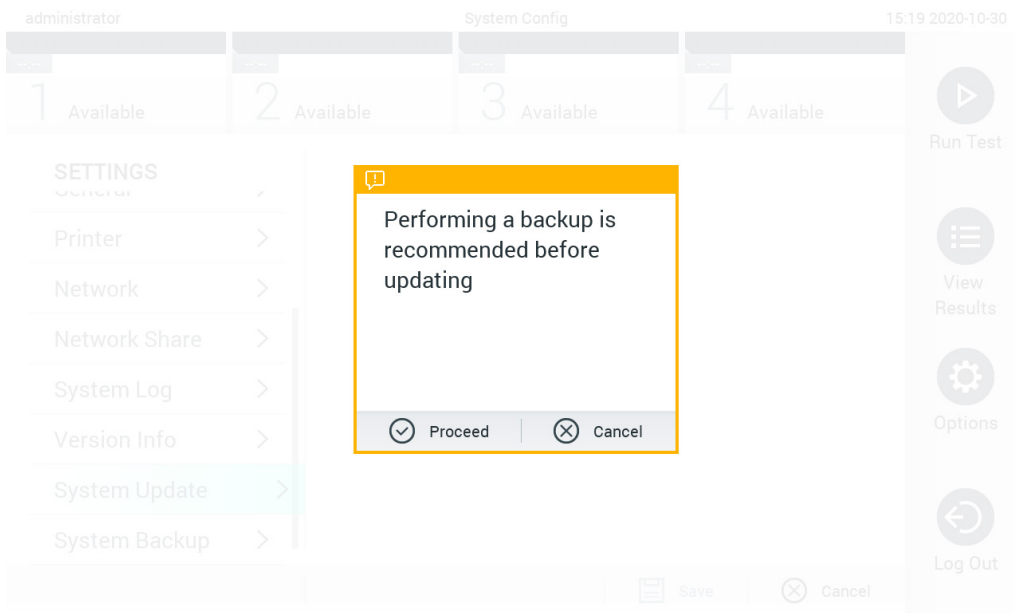 administrator System Config 15:19 2020-10-30
-- -- -- -- -- -- -- --
1 Available 2 Available 3 Available 4 Available
Run Test
SETTINGS
General
Performing a backup is
recommended before
updating
Printer
Network
Network Share
System Log
Version Info
System Update
System Backup
View
Results
Options
Proceed Cancel
Log Out
Save Cancel